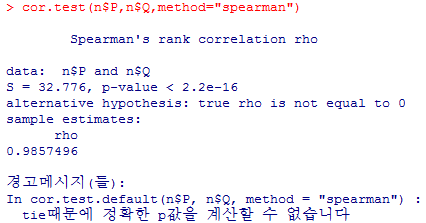 > cor.test(n$P,n$Q,method="spearman")
Spearman's rank correlation rho
data:  n$P and n$Q
S = 32.776, p-value < 2.2e-16
alternative hypothesis: true rho is not equal to 0
sample estimates:
rho
0.9857496
경고메시지(들):
In cor.test.default(n$P, n$Q, method = "spearman") :
tie때문에 정확한 p값을 계산할 수 없습니다